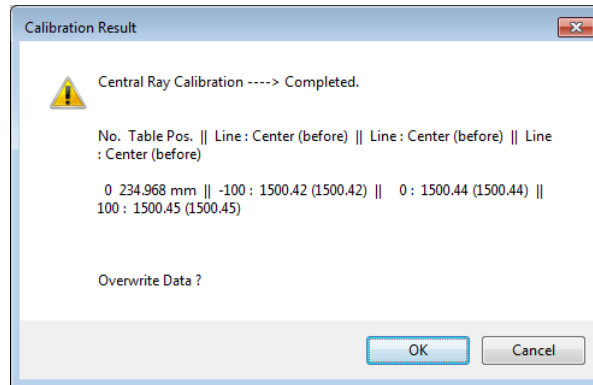 Calibration Result
Central Ray Calibration ----> Completed.
No. Table Pos. || Line : Center (before) || Line : Center (before) || Line
: Center (before)
0 234.968 mm || -100 : 1500.42 (1500.42) || 0 : 1500.44 (1500.44) ||
100 : 1500.45 (1500.45)
Overwrite Data ?
OK Cancel